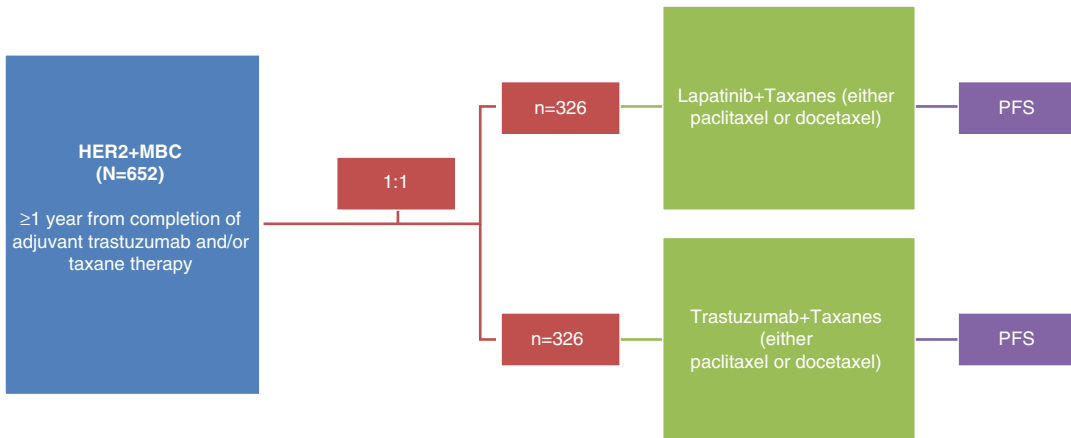 HER2+MBC
(N=652)
≥1 year from completion of
adjuvant trastuzumab and/or
taxane therapy
1:1
n=326
Lapatinib+Taxanes (either
paclitaxel or docetaxel)
PFS
n=326
Trastuzumab+Taxanes
(either
paclitaxel or docetaxel)
PFS